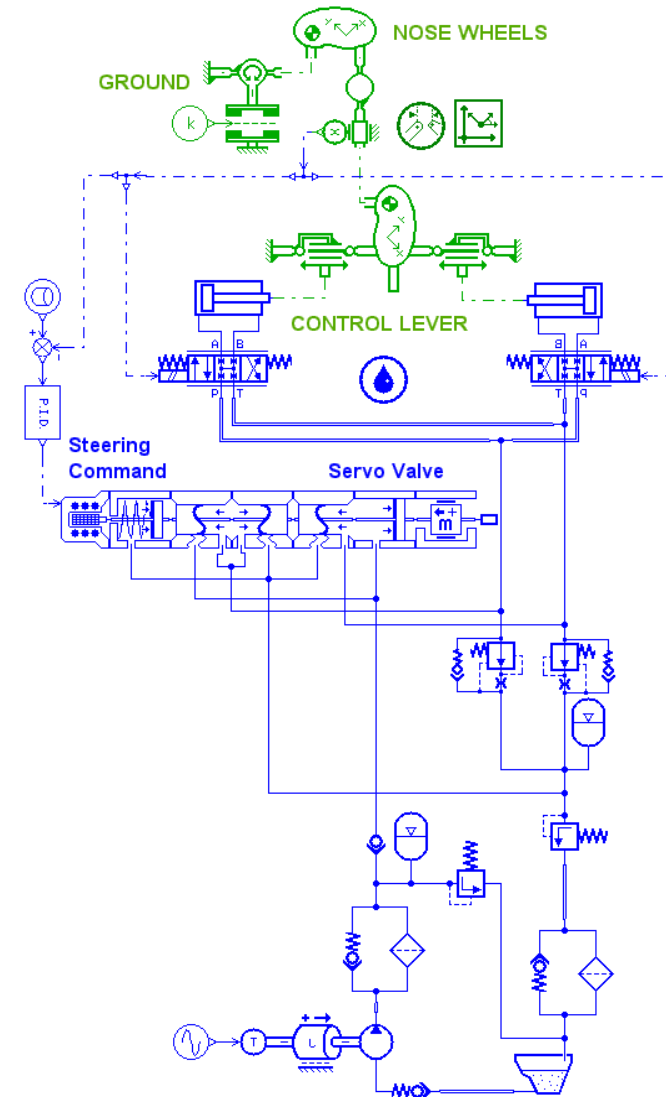 NOSE WHEELS
GROUND
k
x
Y
X
Y
X
CONTROL LEVER
+
-
A B
B A
P T
T P
P.I.D.
Steering
Command
Servo Valve
m
+
+
T